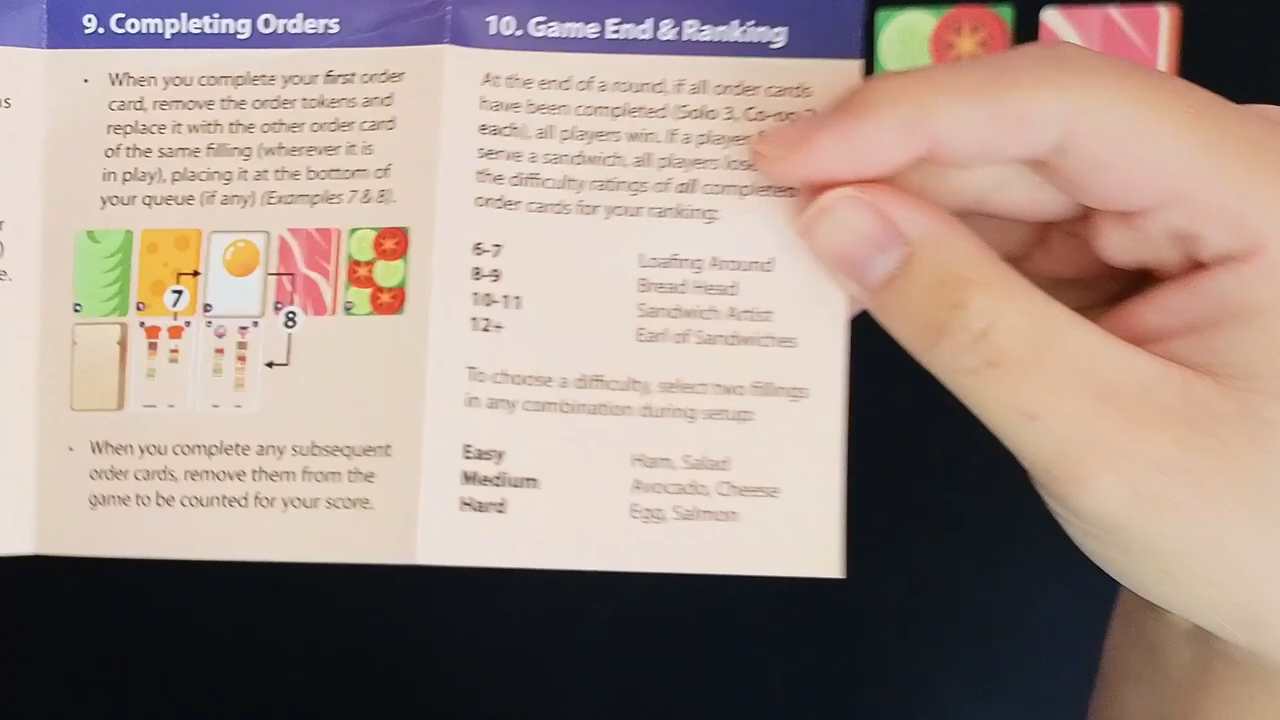 9. Completing Orders
• When you complete your first order
card, remove the order tokens and
replace it with the other order card
of the same filling (wherever it is
in play), placing it at the bottom of
your queue (if any) (Examples 7 & 8).
7
8
• When you complete any subsequent
order cards, remove them from the
game to be counted for your score.
10. Game End & Ranking
At the end of a round, if all order cards
have been completed (Solo 3, Co-op 2
each), all players win. If a player
serve a sandwich, all players lose
the difficulty ratings of all completed
order cards for your ranking:
6-7 Loafing Around
8-9 Bread Head
10-11 Sandwich Artist
12+ Earl of Sandwiches
To choose a difficulty, select two fillings
in any combination during setup:
Easy Ham, Salad
Medium Avocado, Cheese
Hard Egg, Salmon